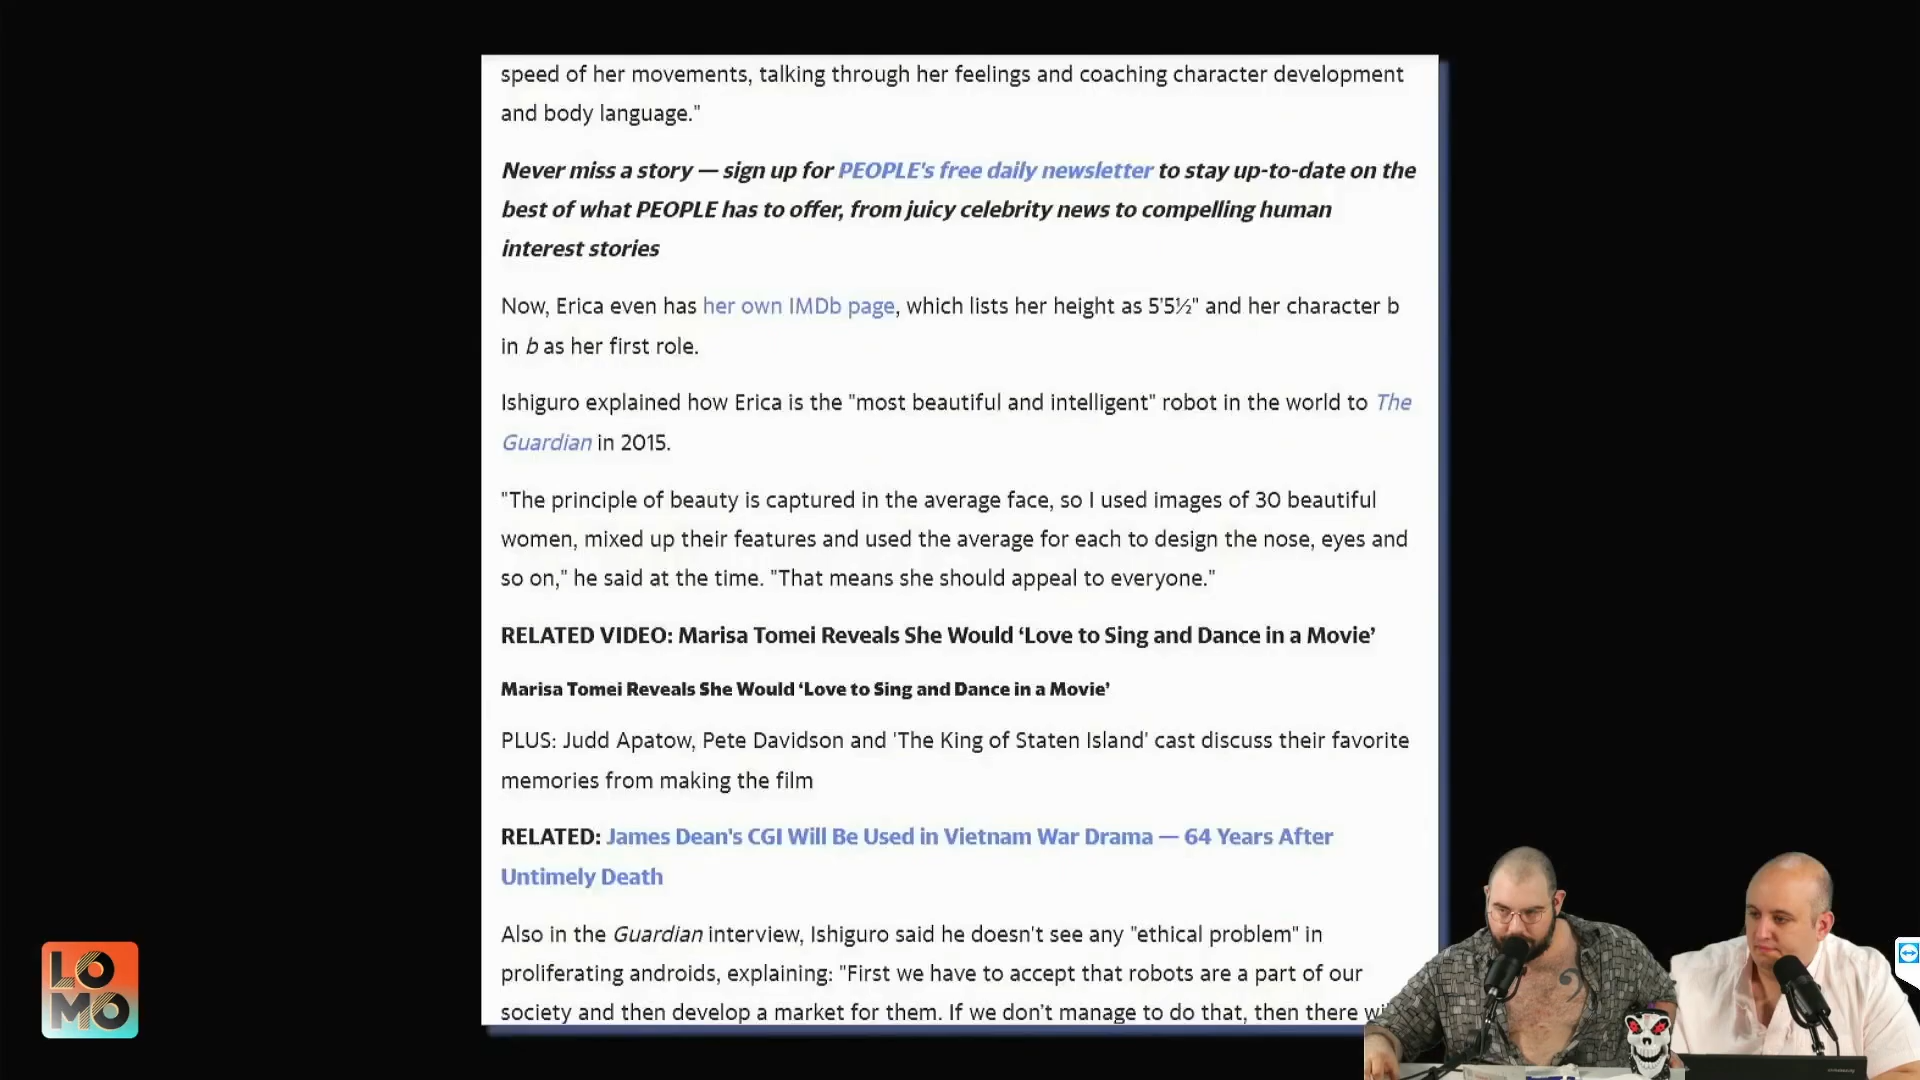 speed of her movements, talking through her feelings and coaching character development
and body language."
Never miss a story — sign up for PEOPLE's free daily newsletter to stay up-to-date on the
best of what PEOPLE has to offer, from juicy celebrity news to compelling human
interest stories
Now, Erica even has her own IMDb page, which lists her height as 5'5½" and her character b
in b as her first role.
Ishiguro explained how Erica is the "most beautiful and intelligent" robot in the world to The
Guardian in 2015.
"The principle of beauty is captured in the average face, so I used images of 30 beautiful
women, mixed up their features and used the average for each to design the nose, eyes and
so on," he said at the time. "That means she should appeal to everyone."
RELATED VIDEO: Marisa Tomei Reveals She Would ‘Love to Sing and Dance in a Movie’
Marisa Tomei Reveals She Would ‘Love to Sing and Dance in a Movie’
PLUS: Judd Apatow, Pete Davidson and 'The King of Staten Island' cast discuss their favorite
memories from making the film
RELATED: James Dean's CGI Will Be Used in Vietnam War Drama — 64 Years After
Untimely Death
Also in the Guardian interview, Ishiguro said he doesn't see any "ethical problem" in
proliferating androids, explaining: "First we have to accept that robots are a part of our
society and then develop a market for them. If we don't manage to do that, then there
LO
MO